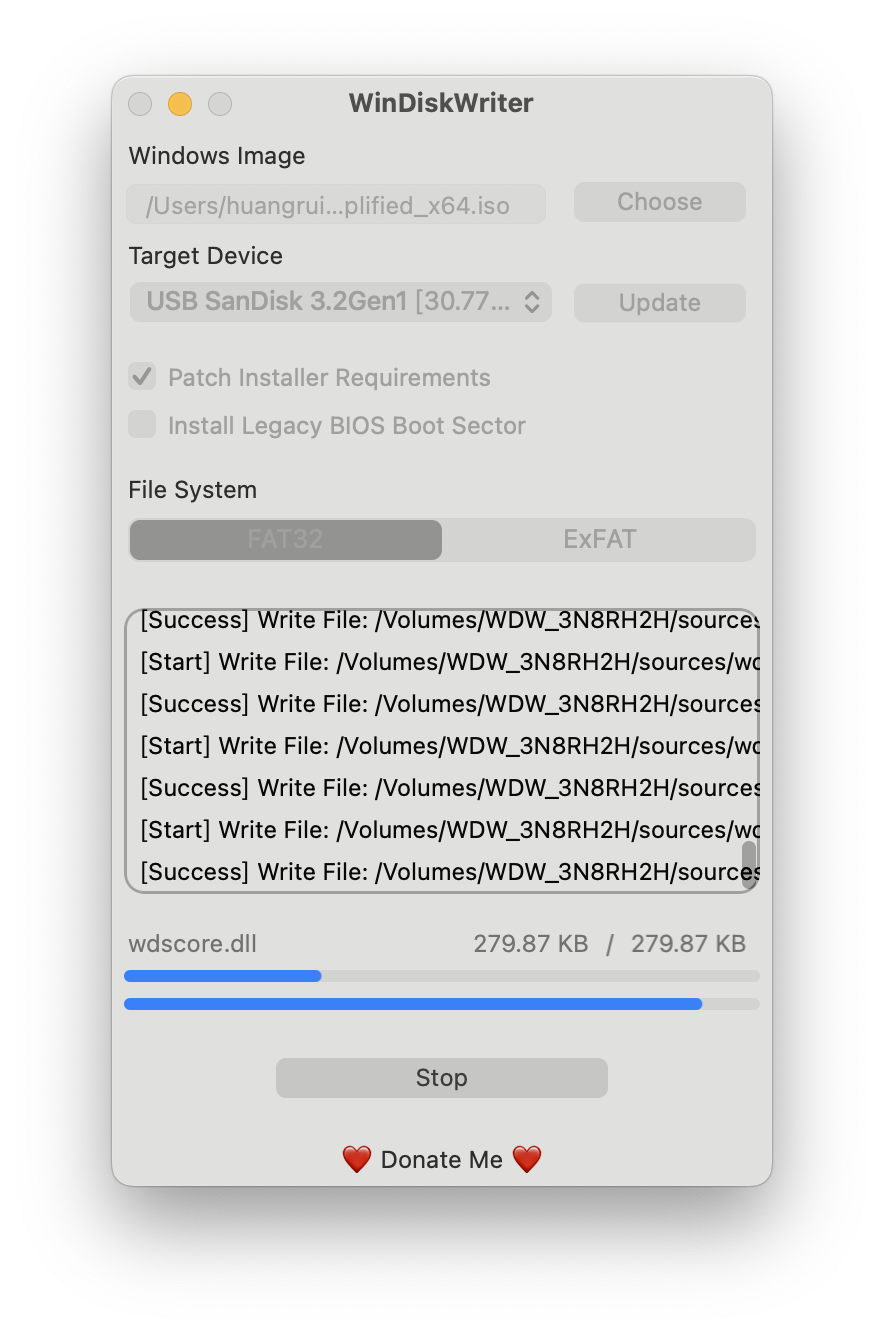 WinDiskWriter
Windows Image
/Users/huangrui...plified_x64.iso
Choose
Target Device
USB SanDisk 3.2Gen1 [30.77...
Update
Patch Installer Requirements
Install Legacy BIOS Boot Sector
File System
FAT32
ExFAT
[Success] Write File: /Volumes/WDW_3N8RH2H/sources
[Start] Write File: /Volumes/WDW_3N8RH2H/sources/wd
[Success] Write File: /Volumes/WDW_3N8RH2H/sources
[Start] Write File: /Volumes/WDW_3N8RH2H/sources/wd
[Success] Write File: /Volumes/WDW_3N8RH2H/sources
[Start] Write File: /Volumes/WDW_3N8RH2H/sources/wd
[Success] Write File: /Volumes/WDW_3N8RH2H/sources
wdscore.dll
279.87 KB / 279.87 KB
Stop
❤️ Donate Me ❤️